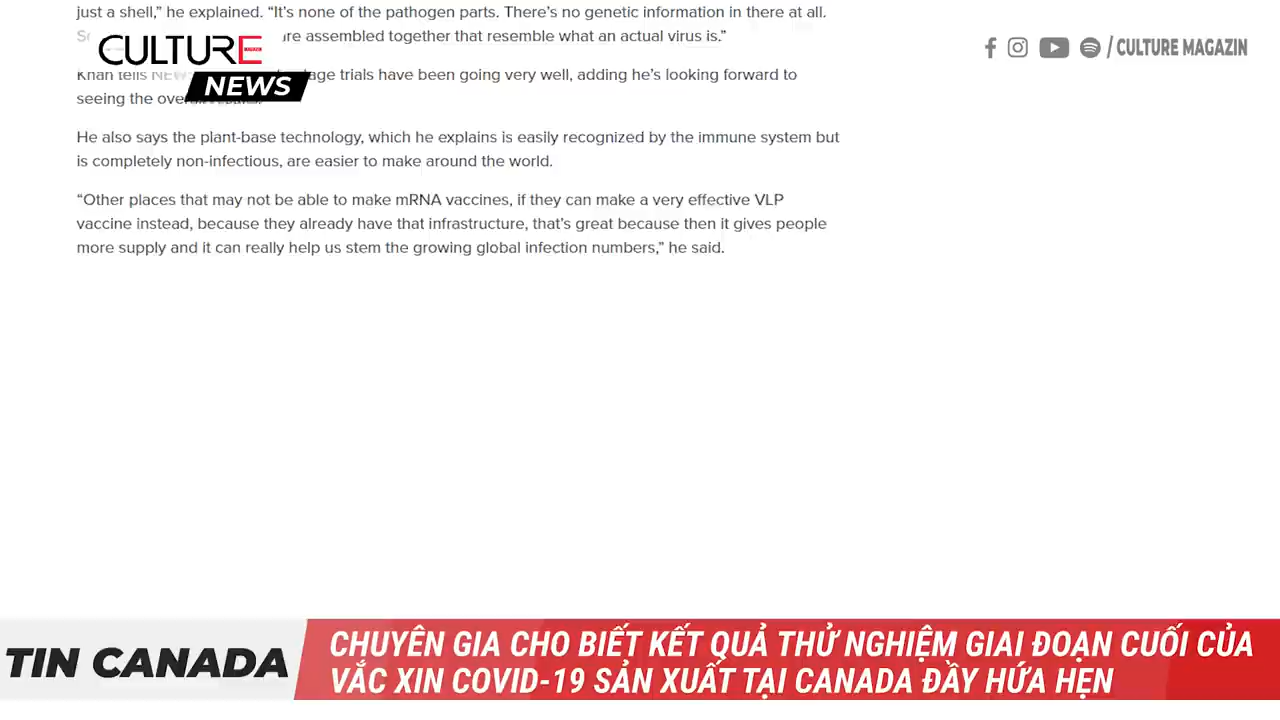 just a shell,” he explained. “It’s none of the pathogen parts. There’s no genetic information in there at all.
are assembled together that resemble what an actual virus is.”
CULTURE
NEWS
/ CULTURE MAGAZIN
Khan tells trials have been going very well, adding he’s looking forward to
seeing the
He also says the plant-base technology, which he explains is easily recognized by the immune system but
is completely non-infectious, are easier to make around the world.
“Other places that may not be able to make mRNA vaccines, if they can make a very effective VLP
vaccine instead, because they already have that infrastructure, that’s great because then it gives people
more supply and it can really help us stem the growing global infection numbers,” he said.
TIN CANADA
CHUYÊN GIA CHO BIẾT KẾT QUẢ THỬ NGHIỆM GIAI ĐOẠN CUỐI CỦA
VẮC XIN COVID-19 SẢN XUẤT TẠI CANADA ĐẦY HỨA HẸN